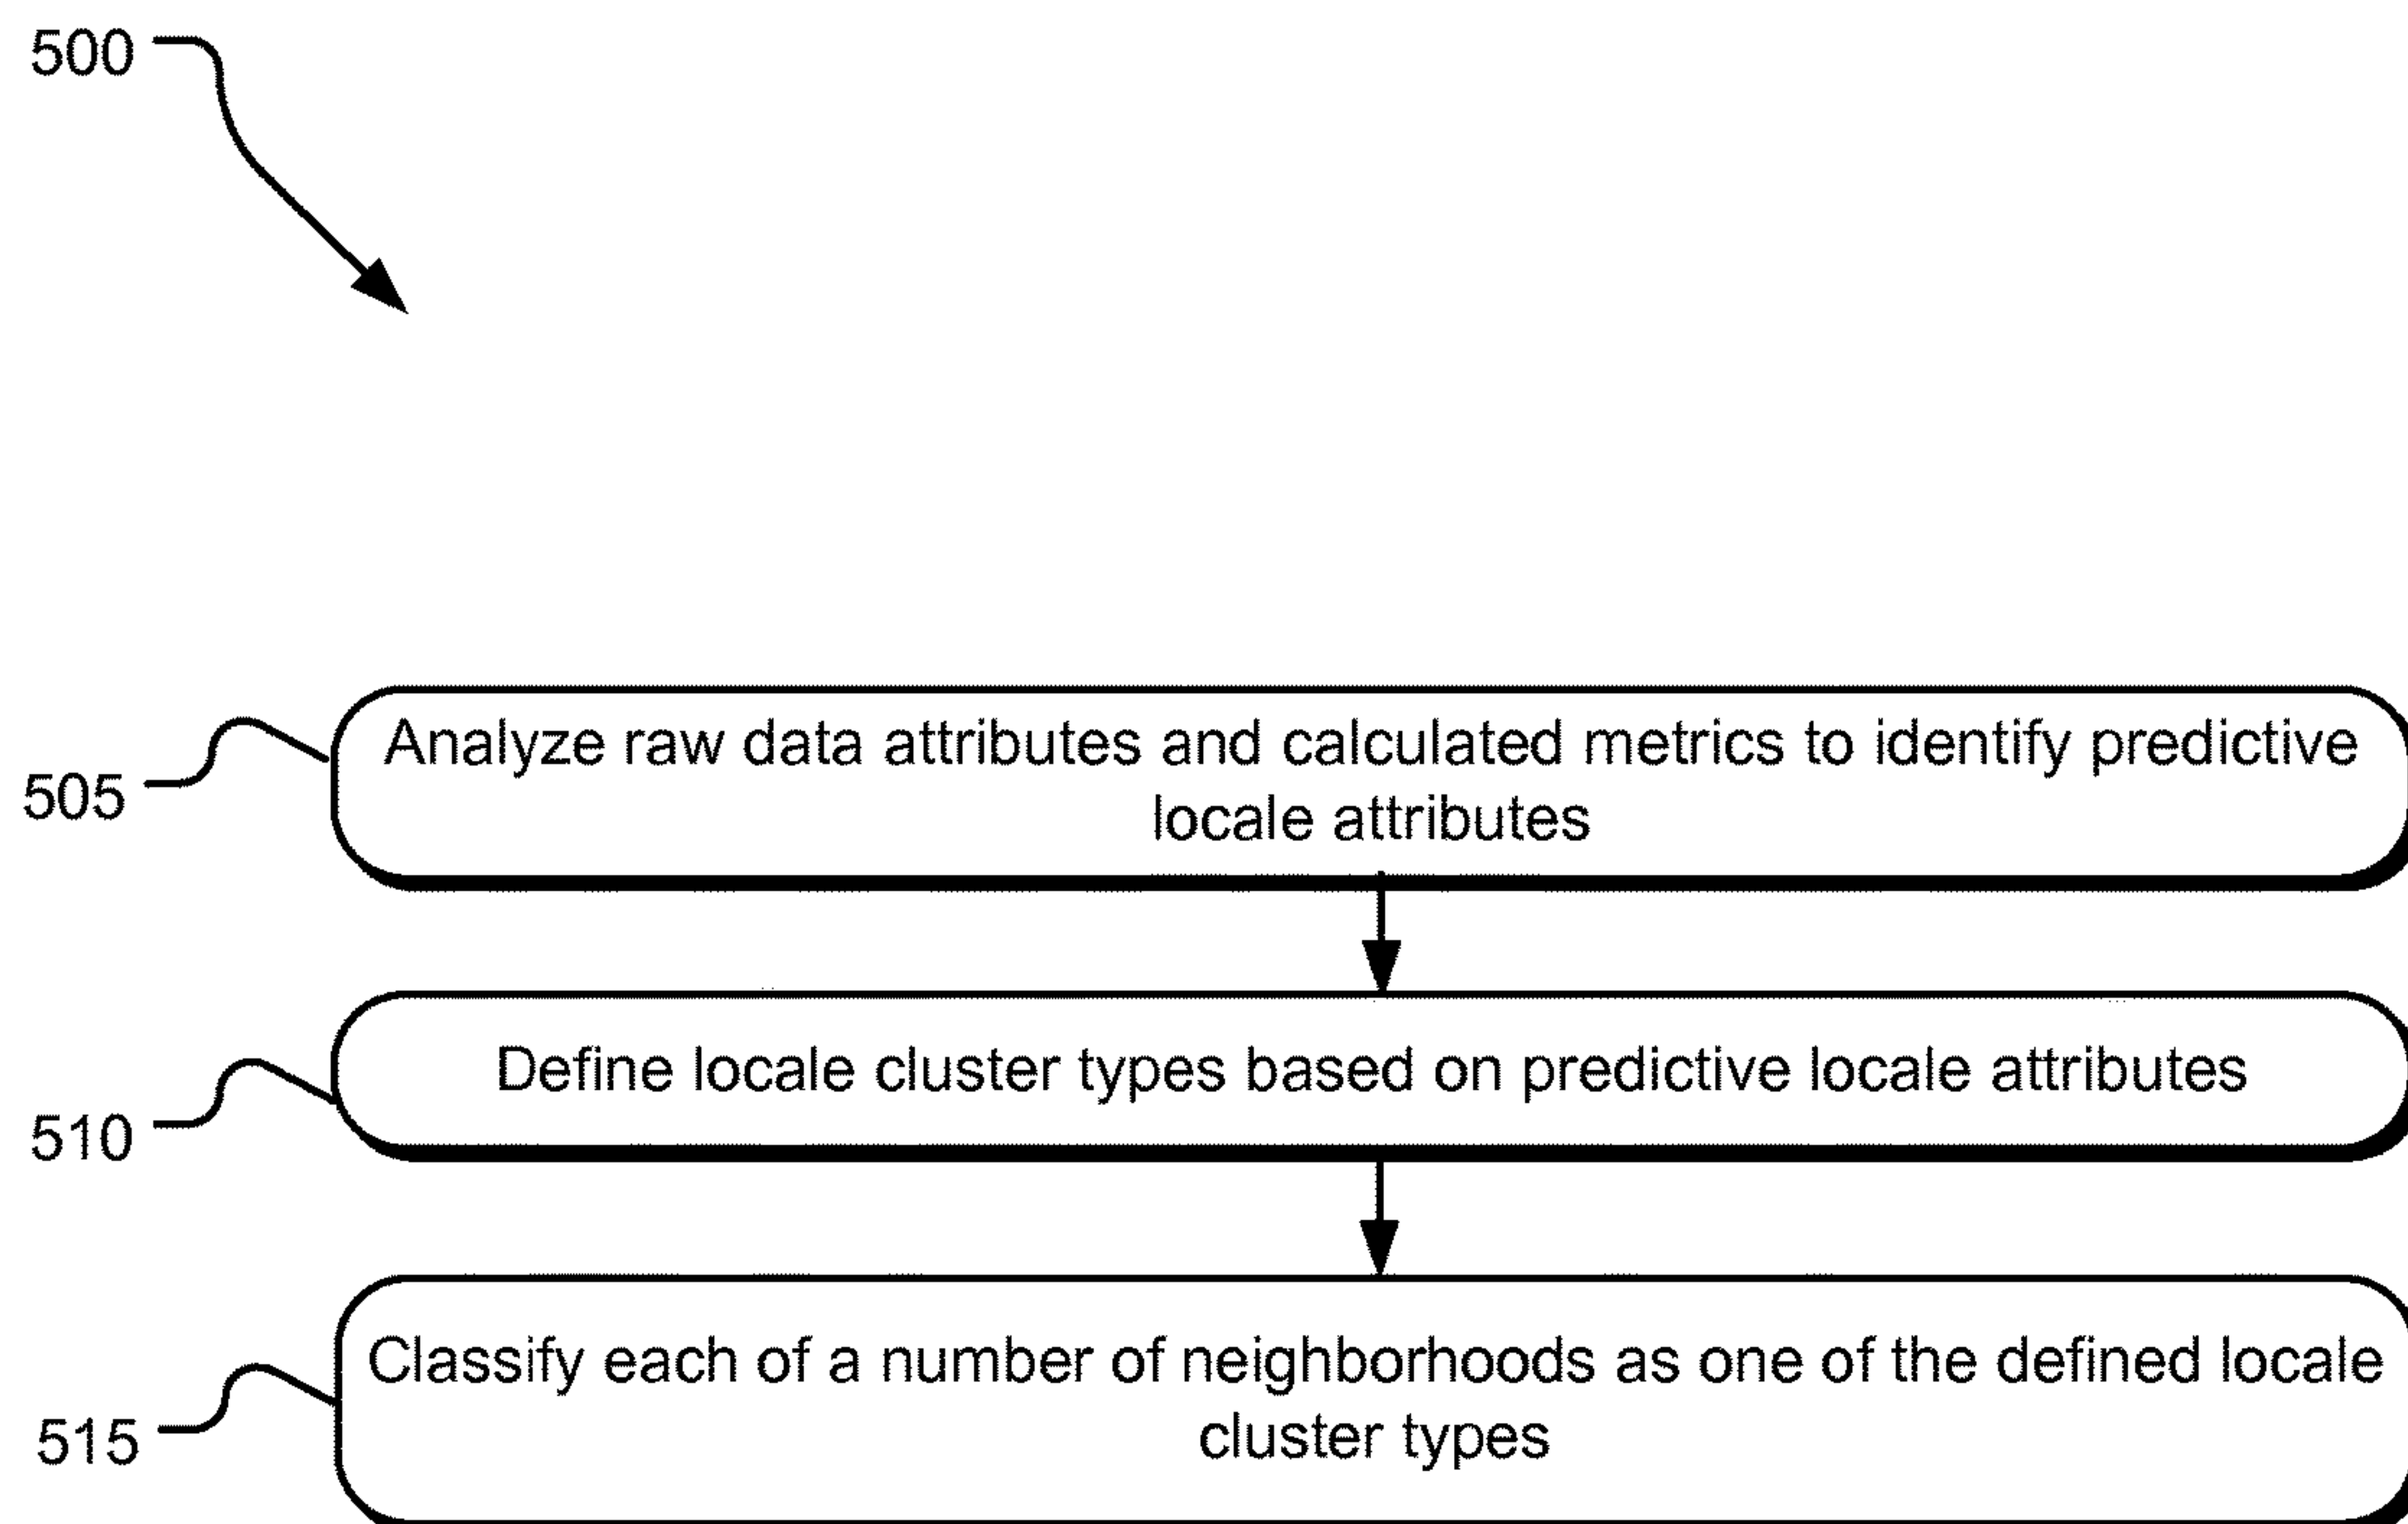 500
505
Analyze raw data attributes and calculated metrics to identify predictive
locale attributes
510
Define locale cluster types based on predictive locale attributes
515
Classify each of a number of neighborhoods as one of the defined locale
cluster types